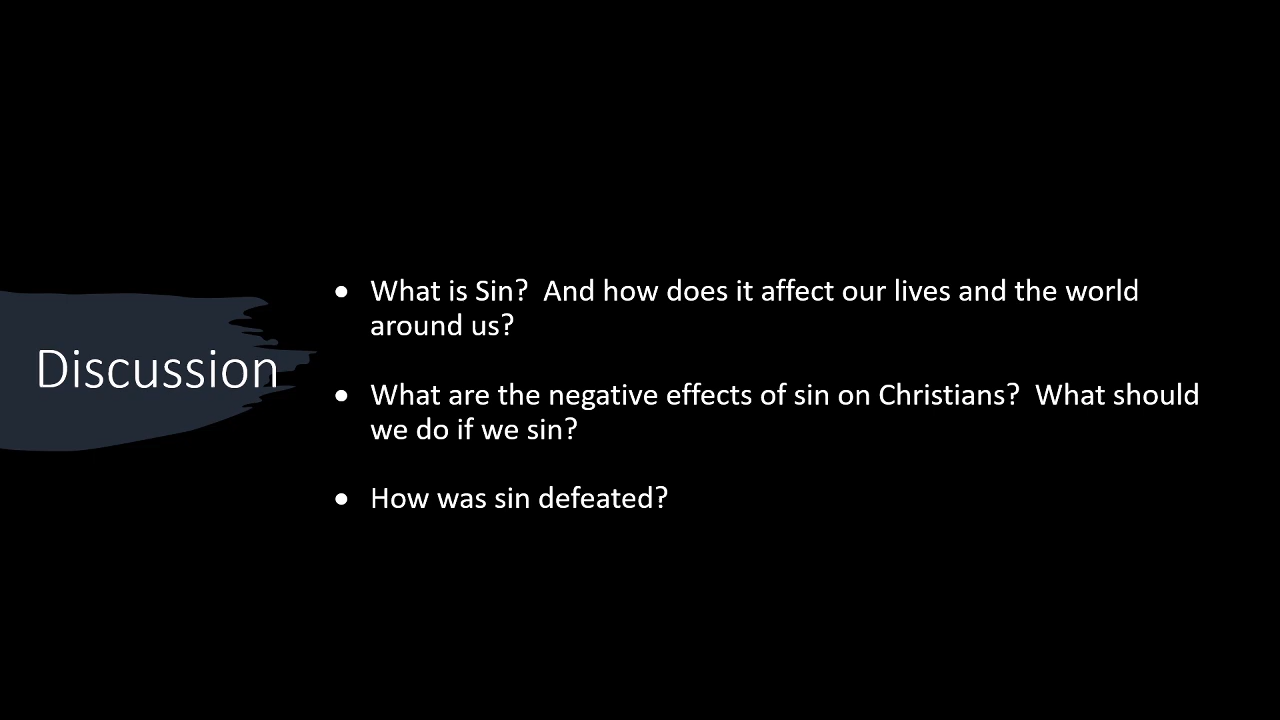 Discussion
• What is Sin?  And how does it affect our lives and the world
around us?
• What are the negative effects of sin on Christians?  What should
we do if we sin?
• How was sin defeated?